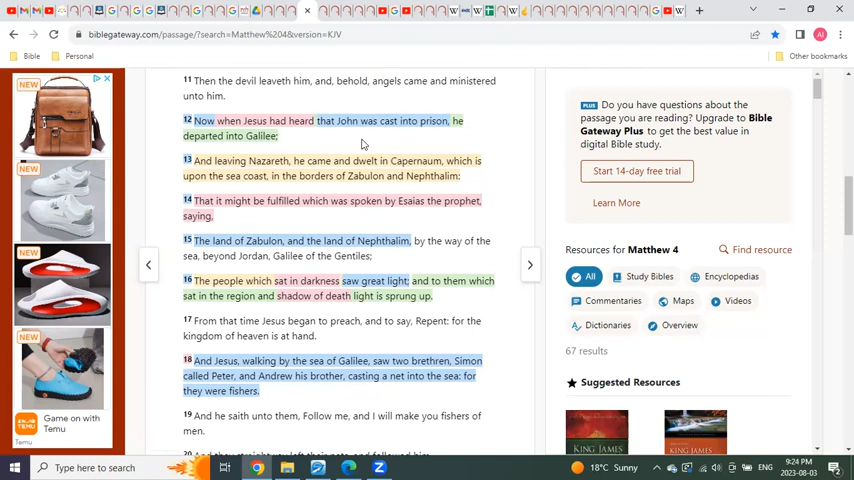 biblegateway.com/passage/?search=Matthew%204&version=KJV
Bible
Personal
Other bookmarks
11 Then the devil leaveth him, and, behold, angels came and ministered
unto him.
12 Now when Jesus had heard that John was cast into prison, he
departed into Galilee;
13 And leaving Nazareth, he came and dwelt in Capernaum, which is
upon the sea coast, in the borders of Zabulon and Nephthalim:
14 That it might be fulfilled which was spoken by Esaias the prophet,
saying,
15 The land of Zabulon, and the land of Nephthalim, by the way of the
sea, beyond Jordan, Galilee of the Gentiles;
16 The people which sat in darkness saw great light; and to them which
sat in the region and shadow of death light is sprung up.
17 From that time Jesus began to preach, and to say, Repent: for the
kingdom of heaven is at hand.
18 And Jesus, walking by the sea of Galilee, saw two brethren, Simon
called Peter, and Andrew his brother, casting a net into the sea: for
they were fishers.
19 And he saith unto them, Follow me, and I will make you fishers of
men.
NEW
NEW
NEW
NEW
TEMU
Game on with
Temu
Temu
PLUS Do you have questions about the
passage you are reading? Upgrade to Bible
Gateway Plus to get the best value in
digital Bible study.
Start 14-day free trial
Learn More
Resources for Matthew 4
Find resource
All
Study Bibles
Encyclopedias
Commentaries
Maps
Videos
Dictionaries
Overview
67 results
Suggested Resources
KING JAMES
KING JAMES
Type here to search
18°C Sunny
ENG
9:24 PM
2023-08-03